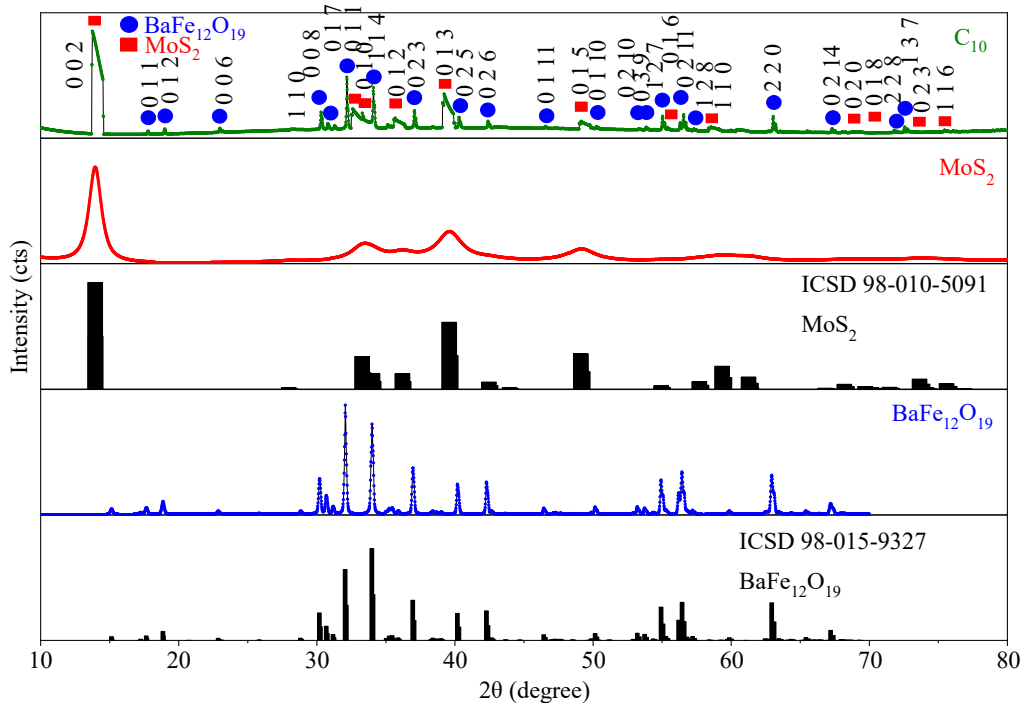 BaFe12O19
MoS2
C10
0 0 2
0 1 1
0 1 2
0 0 6
1 1 0
0 0 8
0 1 7
0 1 0
1 1 4
0 1 2
0 2 3
0 1 3
0 2 5
0 2 6
0 1 11
0 1 5
0 1 10
0 2 10
0 3 9
1 2 7
0 1 6
0 2 11
1 2 8
1 1 0
2 2 0
0 2 14
0 2 0
0 1 8
2 2 8
1 3 7
0 2 3
1 1 6
MoS2
ICSD 98-010-5091
MoS2
BaFe12O19
ICSD 98-015-9327
BaFe12O19
Intensity (cts)
10 20 30 40 50 60 70 80
2θ (degree)